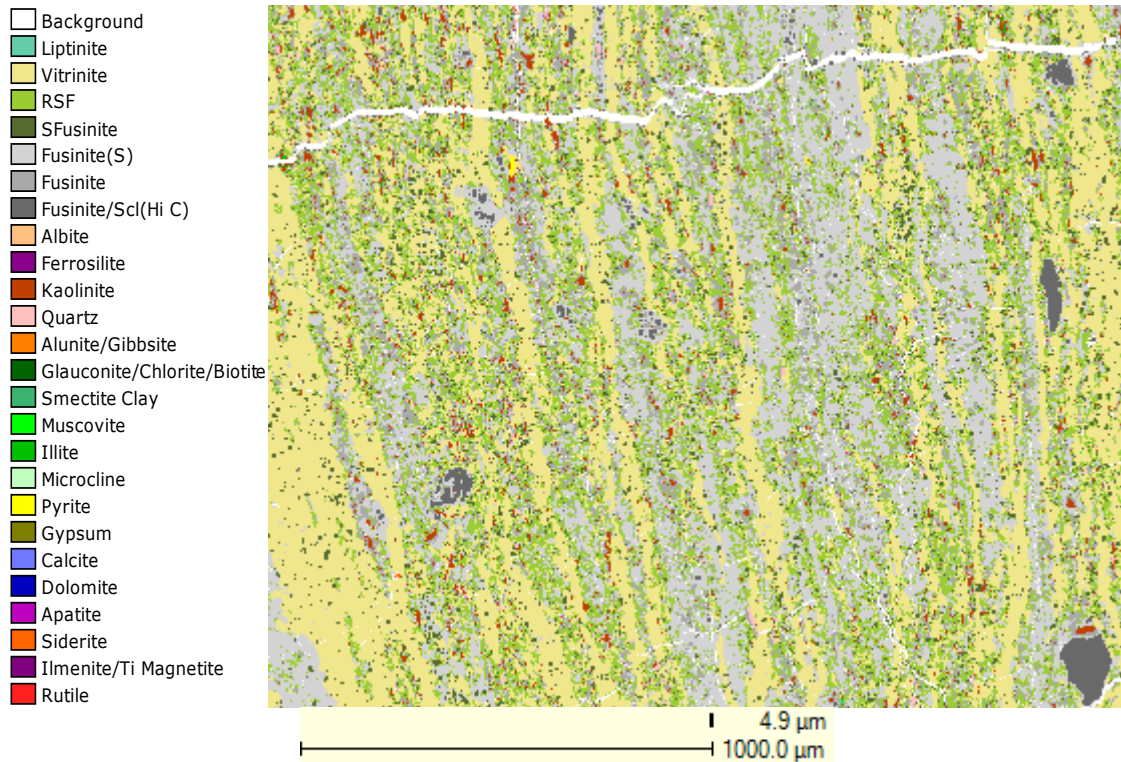 Background
Liptinite
Vitrinite
RSF
SFusinite
Fusinite(S)
Fusinite
Fusinite/Scl(Hi C)
Albite
Ferrosilite
Kaolinite
Quartz
Alunite/Gibbsite
Glauconite/Chlorite/Biotite
Smectite Clay
Muscovite
Illite
Microcline
Pyrite
Gypsum
Calcite
Dolomite
Apatite
Siderite
Ilmenite/Ti Magnetite
Rutile
4.9 µm
1000.0 µm